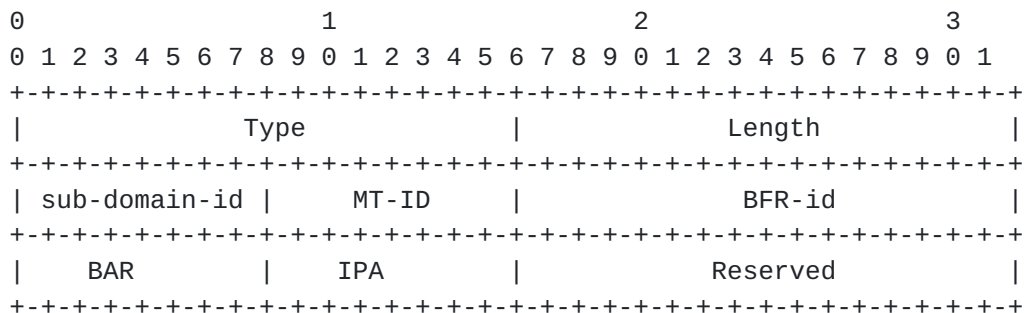 0                   1                   2                   3
0 1 2 3 4 5 6 7 8 9 0 1 2 3 4 5 6 7 8 9 0 1 2 3 4 5 6 7 8 9 0 1
+-+-+-+-+-+-+-+-+-+-+-+-+-+-+-+-+-+-+-+-+-+-+-+-+-+-+-+-+-+-+-+-+
|              Type             |             Length            |
+-+-+-+-+-+-+-+-+-+-+-+-+-+-+-+-+-+-+-+-+-+-+-+-+-+-+-+-+-+-+-+-+
| sub-domain-id |     MT-ID     |              BFR-id           |
+-+-+-+-+-+-+-+-+-+-+-+-+-+-+-+-+-+-+-+-+-+-+-+-+-+-+-+-+-+-+-+-+
|    BAR        |    IPA        |            Reserved           |
+-+-+-+-+-+-+-+-+-+-+-+-+-+-+-+-+-+-+-+-+-+-+-+-+-+-+-+-+-+-+-+-+